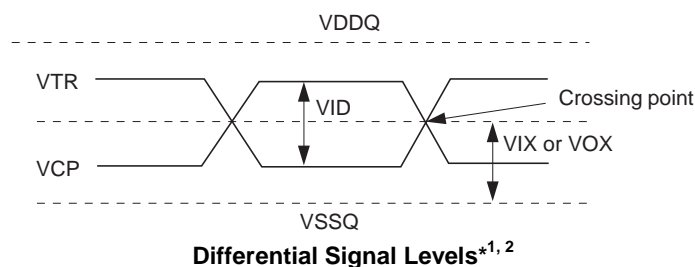 VDDQ
VTR
VID
Crossing point
VIX or VOX
VCP
VSSQ
Differential Signal Levels*1, 2